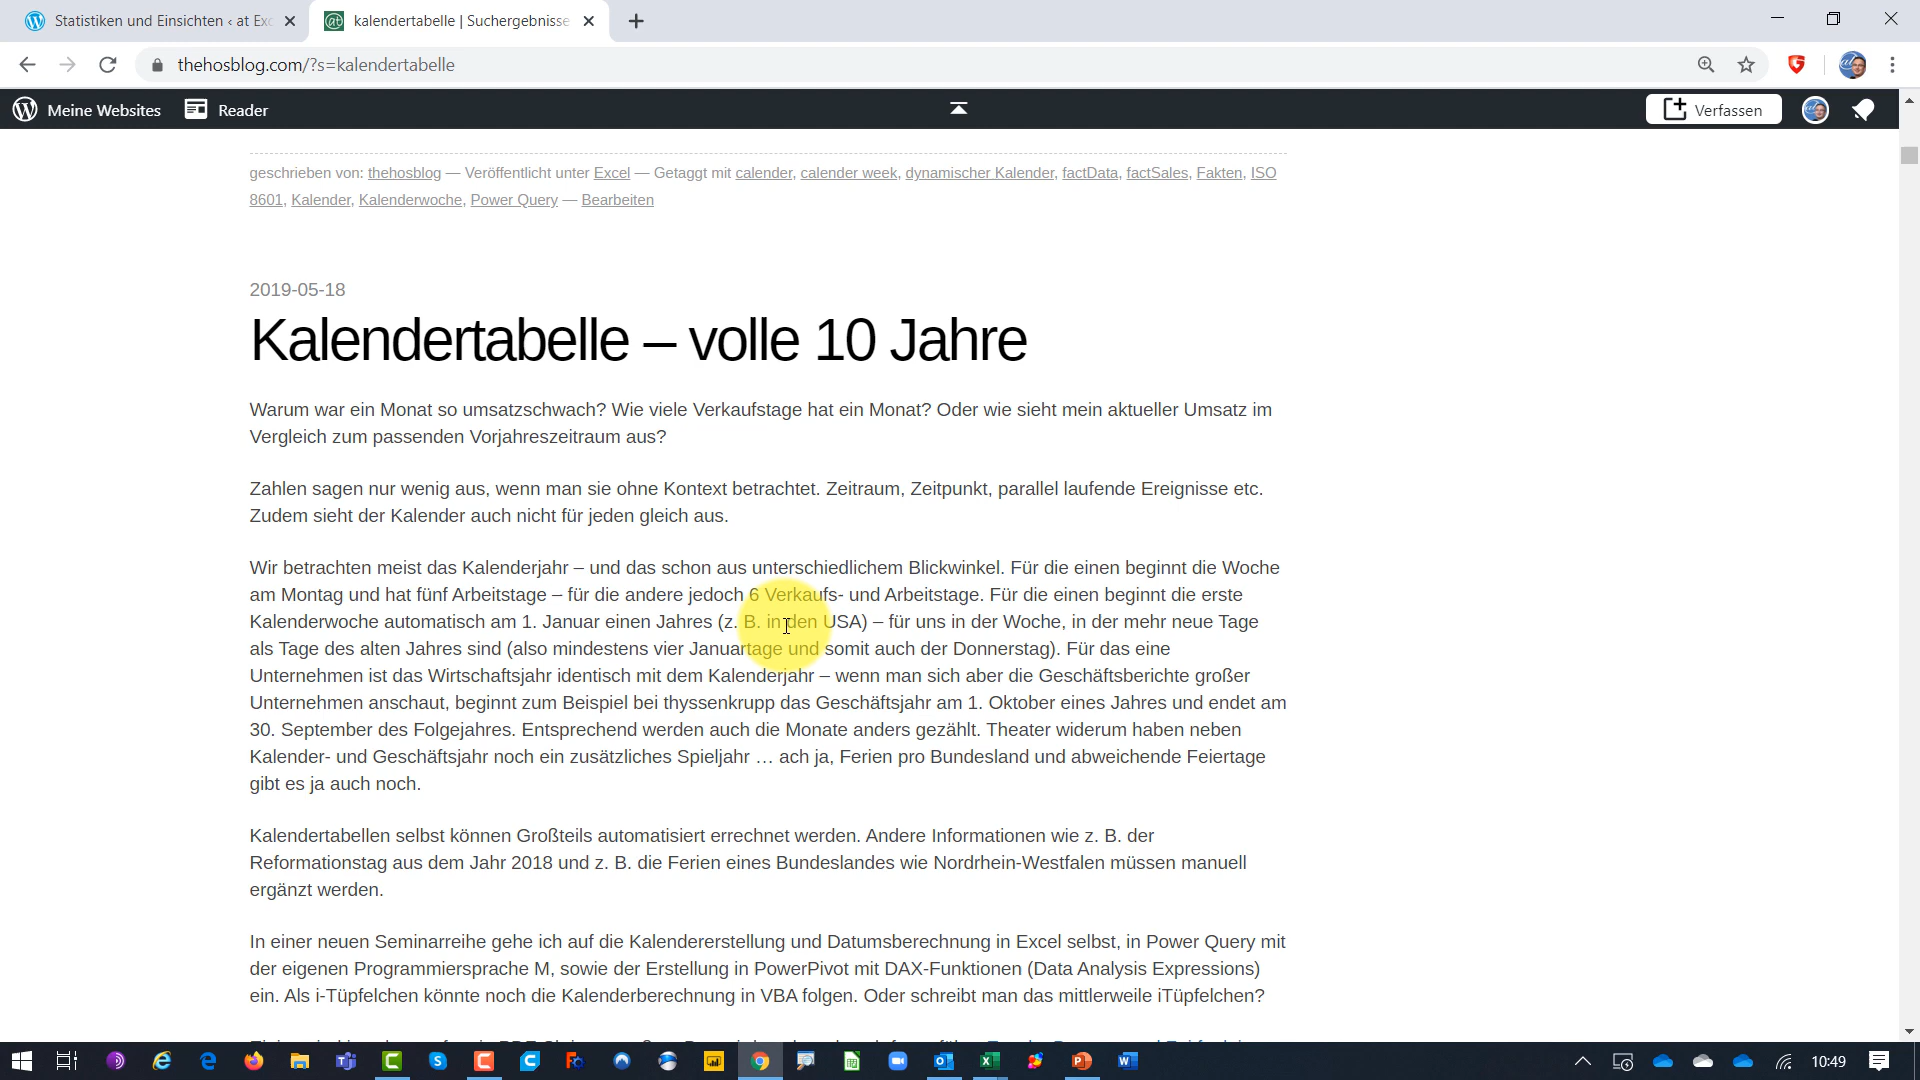 Statistiken und Einsichten ‹ at Exc
kalendertabelle | Suchergebnisse
thehosblog.com/?s=kalendertabelle
Meine Websites
Reader
Verfassen
geschrieben von: thehosblog — Veröffentlicht unter Excel — Getaggt mit calender, calender week, dynamischer Kalender, factData, factSales, Fakten, ISO
8601, Kalender, Kalenderwoche, Power Query — Bearbeiten
2019-05-18
Kalendertabelle – volle 10 Jahre
Warum war ein Monat so umsatzschwach? Wie viele Verkaufstage hat ein Monat? Oder wie sieht mein aktueller Umsatz im
Vergleich zum passenden Vorjahreszeitraum aus?
Zahlen sagen nur wenig aus, wenn man sie ohne Kontext betrachtet. Zeitraum, Zeitpunkt, parallel laufende Ereignisse etc.
Zudem sieht der Kalender auch nicht für jeden gleich aus.
Wir betrachten meist das Kalenderjahr – und das schon aus unterschiedlichem Blickwinkel. Für die einen beginnt die Woche
am Montag und hat fünf Arbeitstage – für die andere jedoch 6 Verkaufs- und Arbeitstage. Für die einen beginnt die erste
Kalenderwoche automatisch am 1. Januar einen Jahres (z. B. in den USA) – für uns in der Woche, in der mehr neue Tage
als Tage des alten Jahres sind (also mindestens vier Januartage und somit auch der Donnerstag). Für das eine
Unternehmen ist das Wirtschaftsjahr identisch mit dem Kalenderjahr – wenn man sich aber die Geschäftsberichte großer
Unternehmen anschaut, beginnt zum Beispiel bei thyssenkrupp das Geschäftsjahr am 1. Oktober eines Jahres und endet am
30. September des Folgejahres. Entsprechend werden auch die Monate anders gezählt. Theater widerum haben neben
Kalender- und Geschäftsjahr noch ein zusätzliches Spieljahr … ach ja, Ferien pro Bundesland und abweichende Feiertage
gibt es ja auch noch.
Kalendertabellen selbst können Großteils automatisiert errechnet werden. Andere Informationen wie z. B. der
Reformationstag aus dem Jahr 2018 und z. B. die Ferien eines Bundeslandes wie Nordrhein-Westfalen müssen manuell
ergänzt werden.
In einer neuen Seminarreihe gehe ich auf die Kalendererstellung und Datumsberechnung in Excel selbst, in Power Query mit
der eigenen Programmiersprache M, sowie der Erstellung in PowerPivot mit DAX-Funktionen (Data Analysis Expressions)
ein. Als i-Tüpfelchen könnte noch die Kalenderberechnung in VBA folgen. Oder schreibt man das mittlerweile iTüpfelchen?
10:49